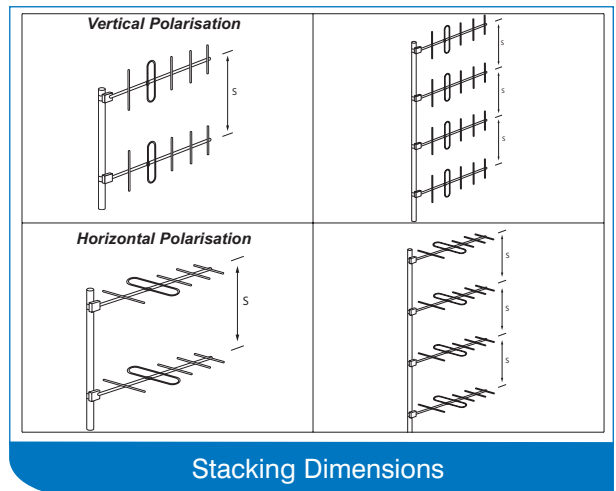 Vertical Polarisation
S
S
S
S
Horizontal Polarisation
S
S
S
S
Stacking Dimensions